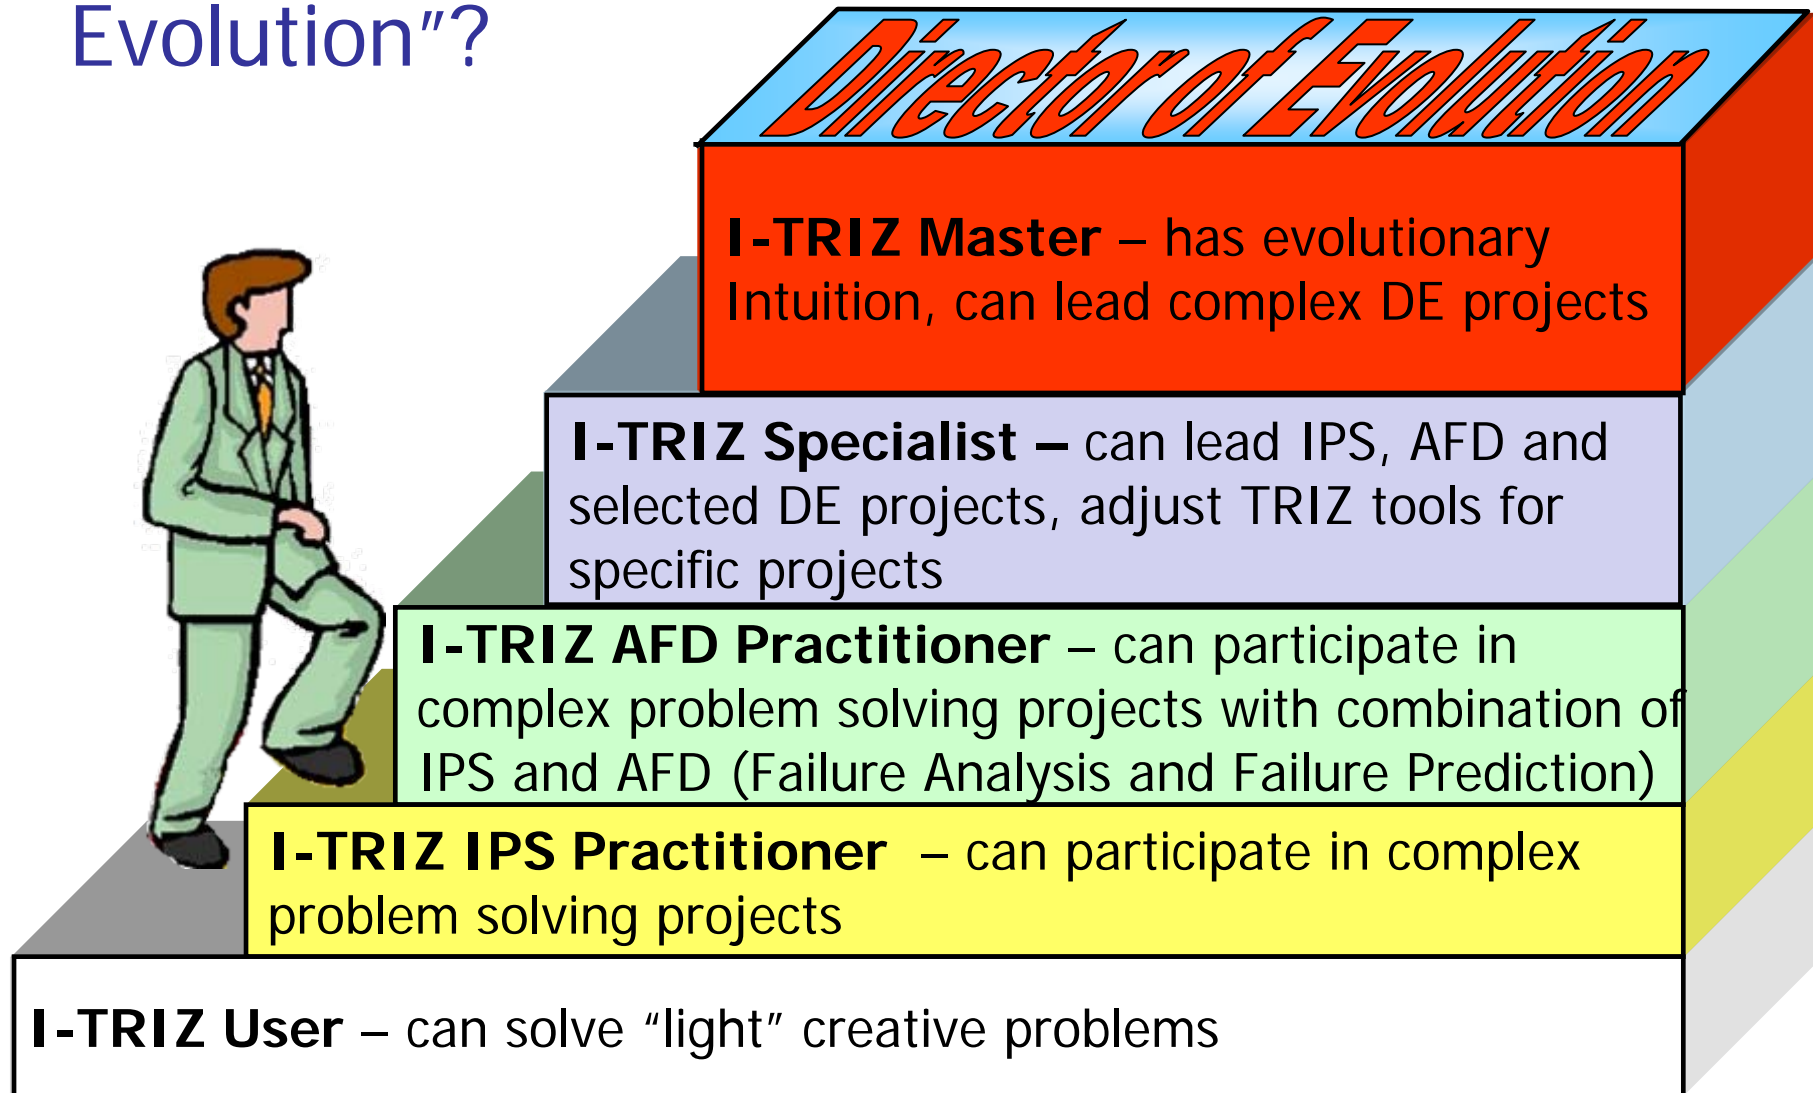 Evolution”?
Director of Evolution
I-TRIZ Master – has evolutionary
Intuition, can lead complex DE projects
I-TRIZ Specialist – can lead IPS, AFD and
selected DE projects, adjust TRIZ tools for
specific projects
I-TRIZ AFD Practitioner – can participate in
complex problem solving projects with combination of
IPS and AFD (Failure Analysis and Failure Prediction)
I-TRIZ IPS Practitioner – can participate in complex
problem solving projects
I-TRIZ User – can solve “light” creative problems